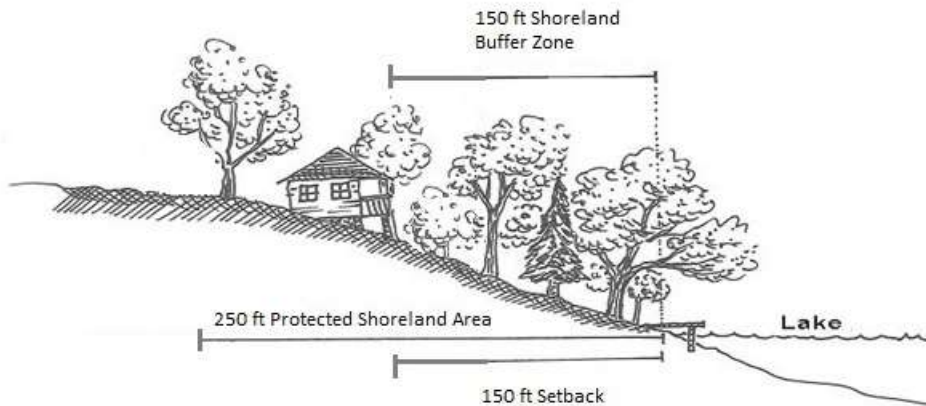 150 ft Shoreland
Buffer Zone
250 ft Protected Shoreland Area
Lake
150 ft Setback